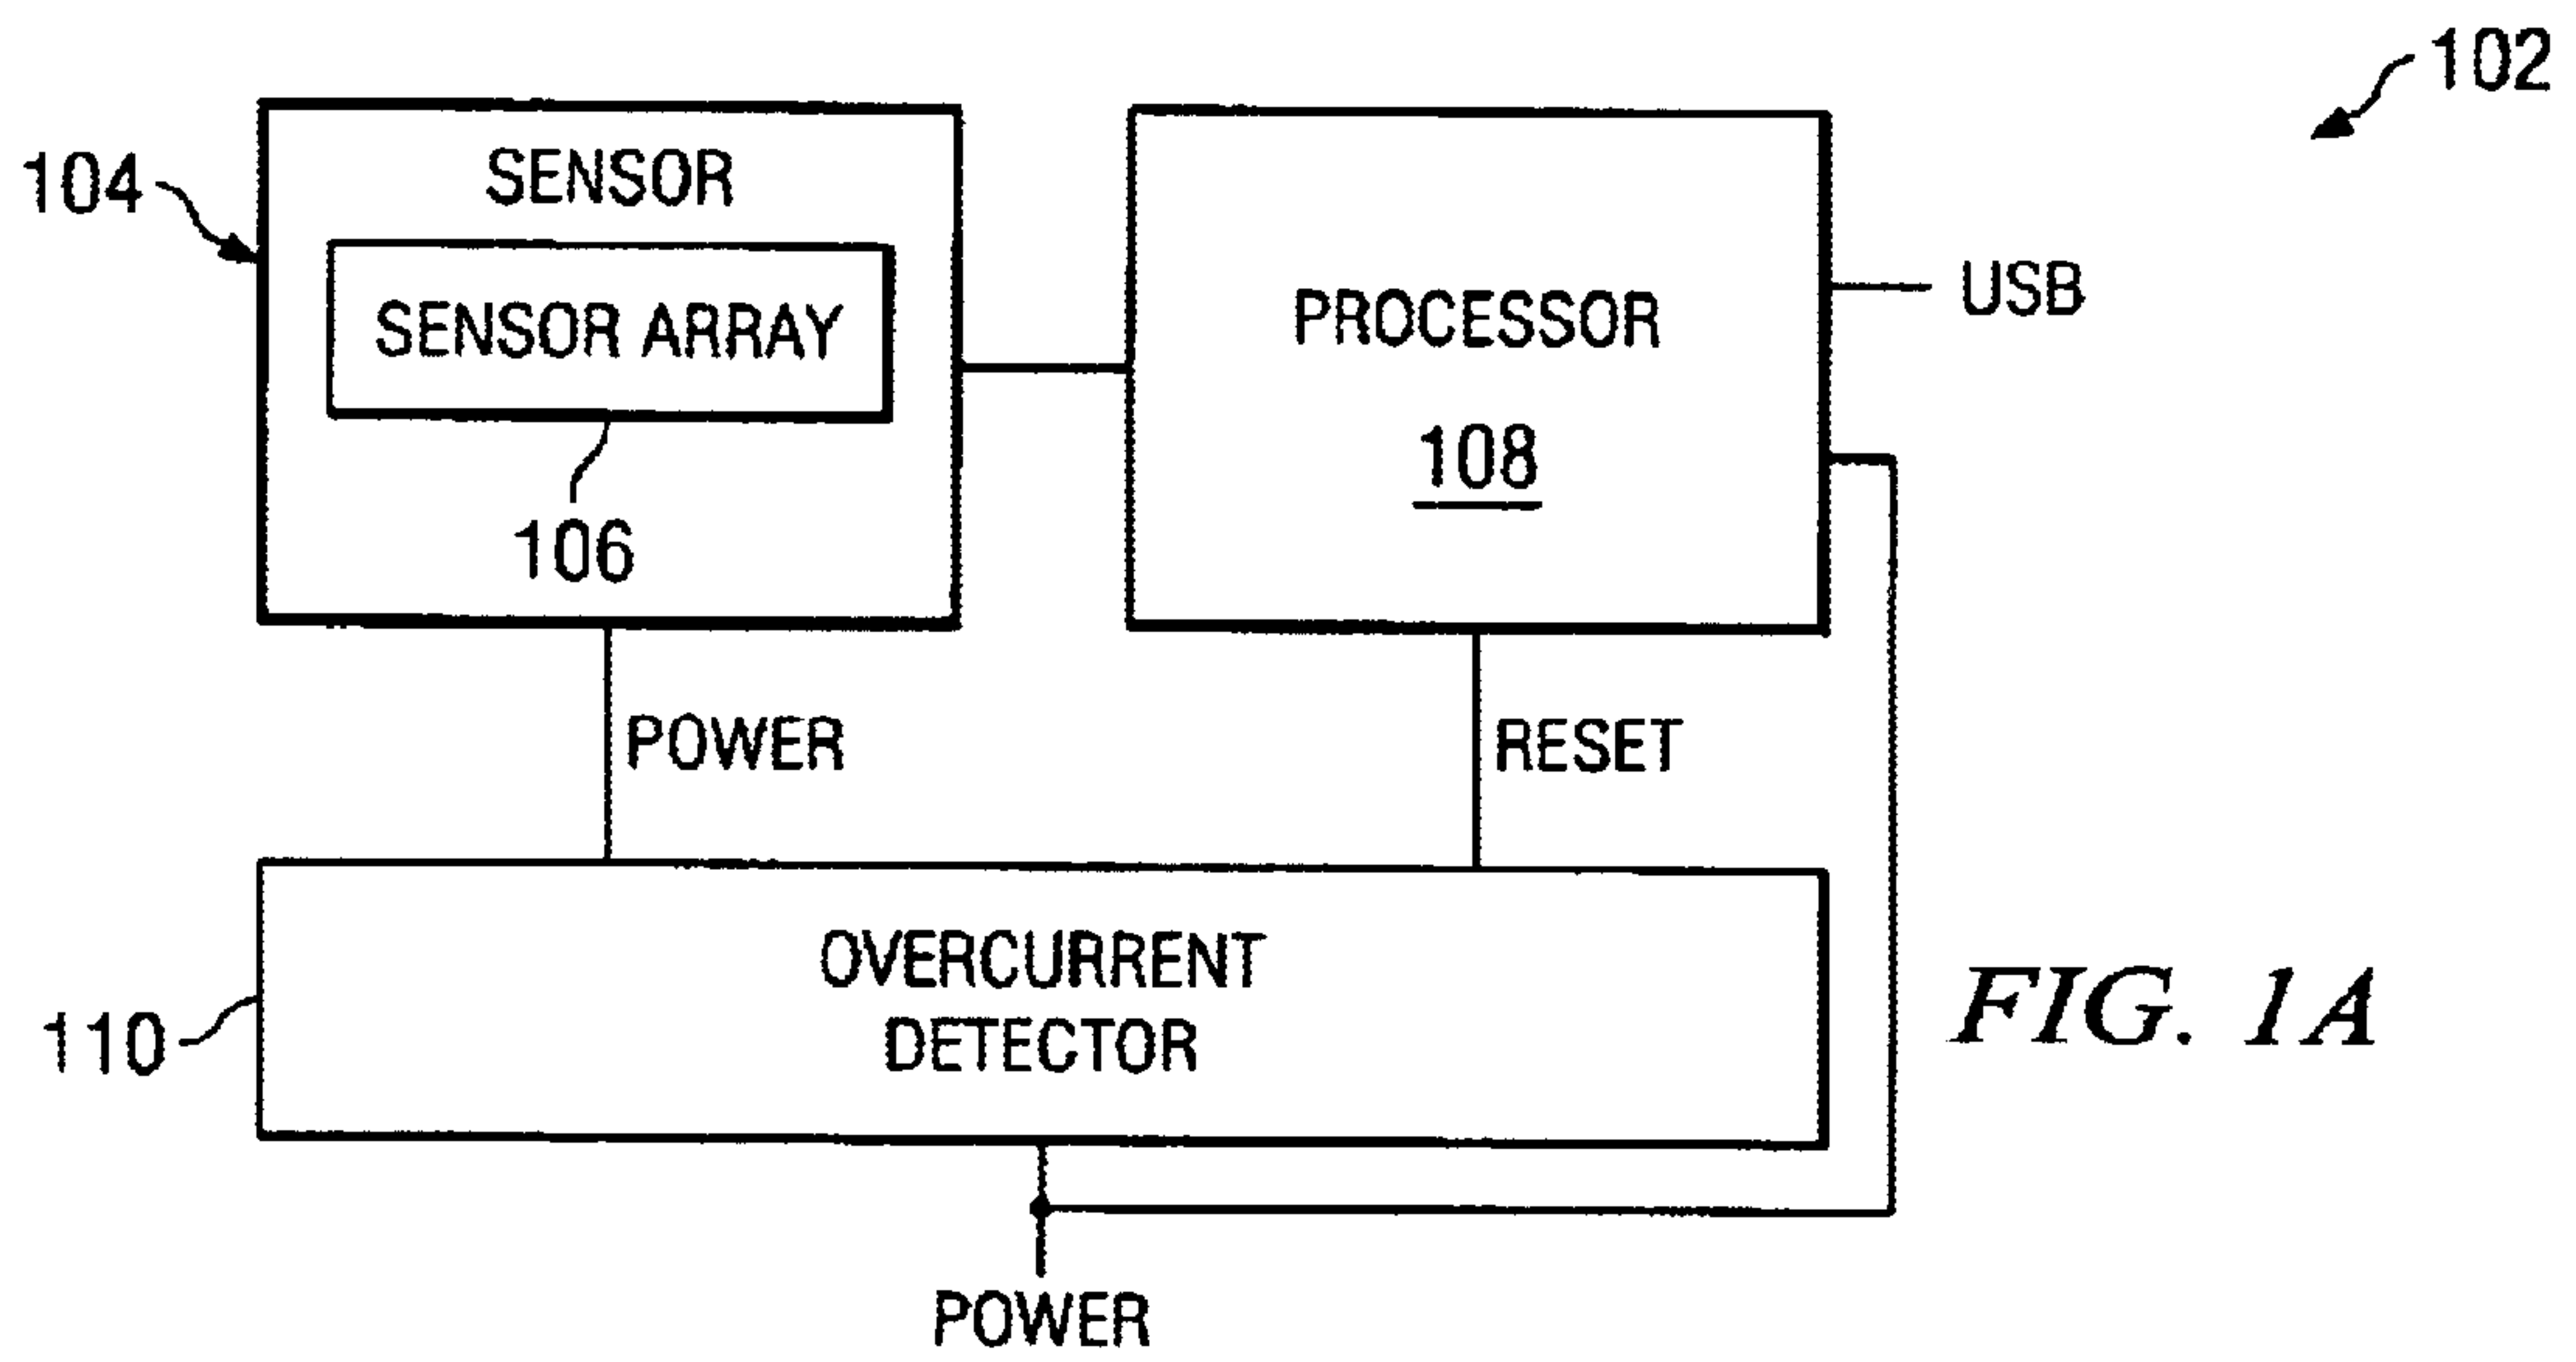 102
104
SENSOR
SENSOR ARRAY
106
PROCESSOR
108
USB
POWER
RESET
110
OVERCURRENT
DETECTOR
FIG. 1A
POWER